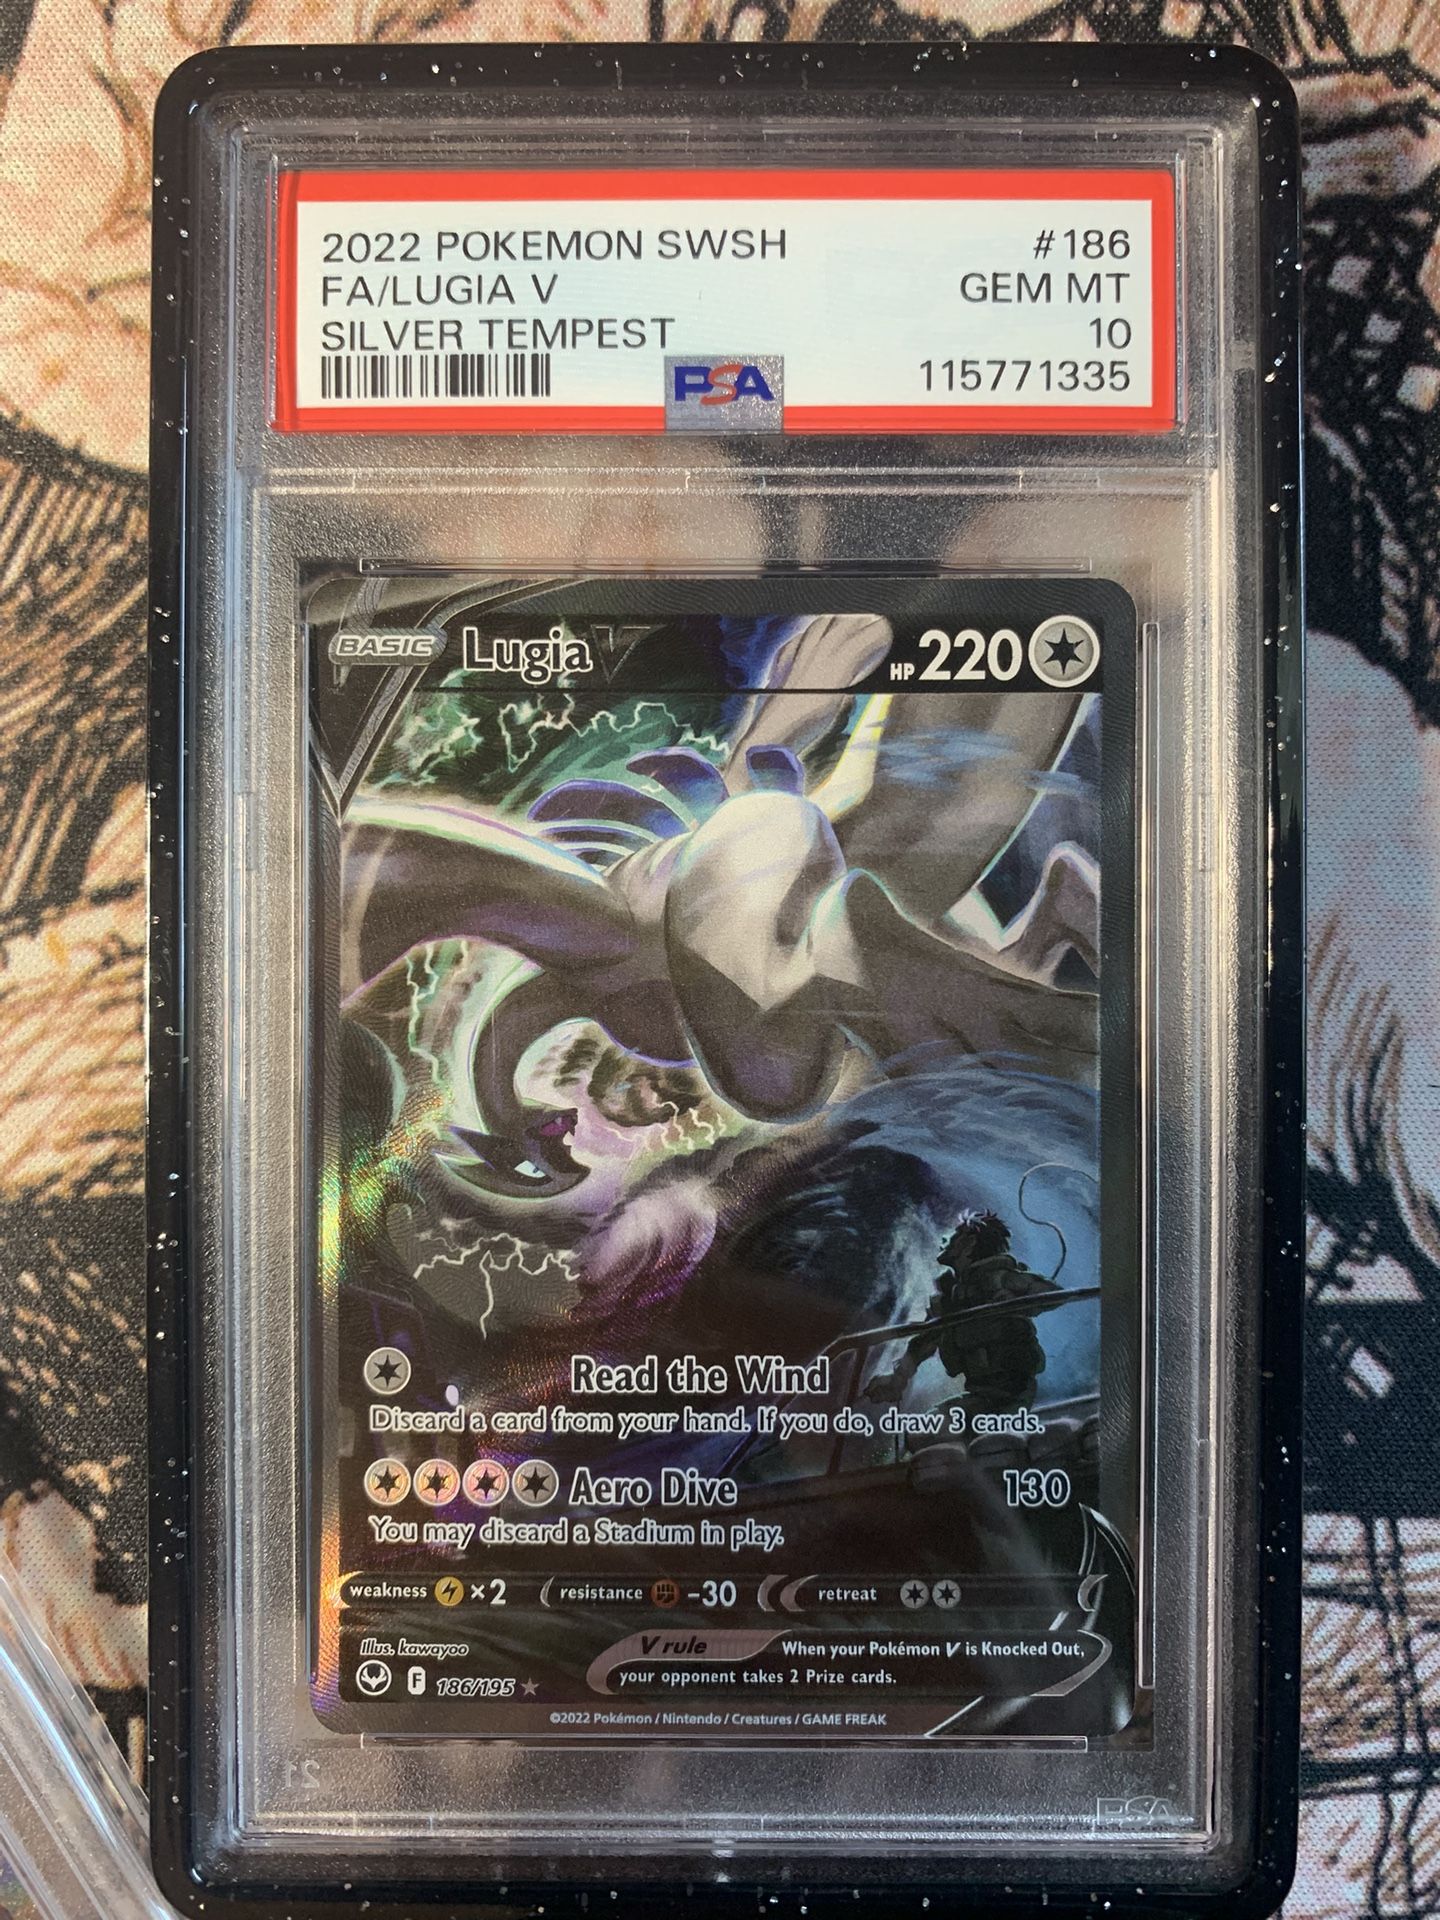 2022 POKEMON SWSH #186
FA/LUGIA V GEM MT
SILVER TEMPEST 10
PSA 115771335
BASIC Lugia V HP 220
Read the Wind
Discard a card from your hand. If you do, draw 3 cards.
Aero Dive 130
You may discard a Stadium in play.
weakness ×2 resistance -30 retreat
Illus. kawayoo
V rule When your Pokémon V is Knocked Out,
your opponent takes 2 Prize cards.
F 186/195
©2022 Pokémon / Nintendo / Creatures / GAME FREAK
21
PSA